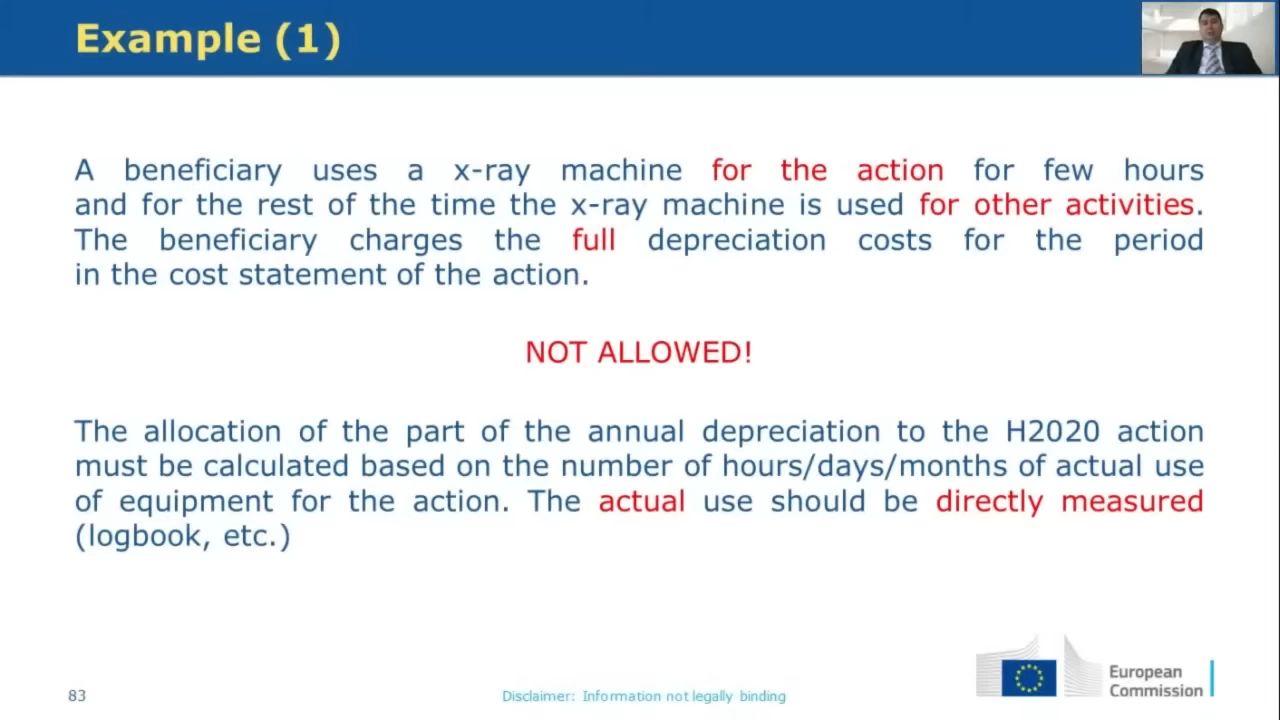 Example (1)
A beneficiary uses a x-ray machine for the action for few hours
and for the rest of the time the x-ray machine is used for other activities.
The beneficiary charges the full depreciation costs for the period
in the cost statement of the action.
NOT ALLOWED!
The allocation of the part of the annual depreciation to the H2020 action
must be calculated based on the number of hours/days/months of actual use
of equipment for the action. The actual use should be directly measured
(logbook, etc.)
83
Disclaimer: Information not legally binding
European
Commission